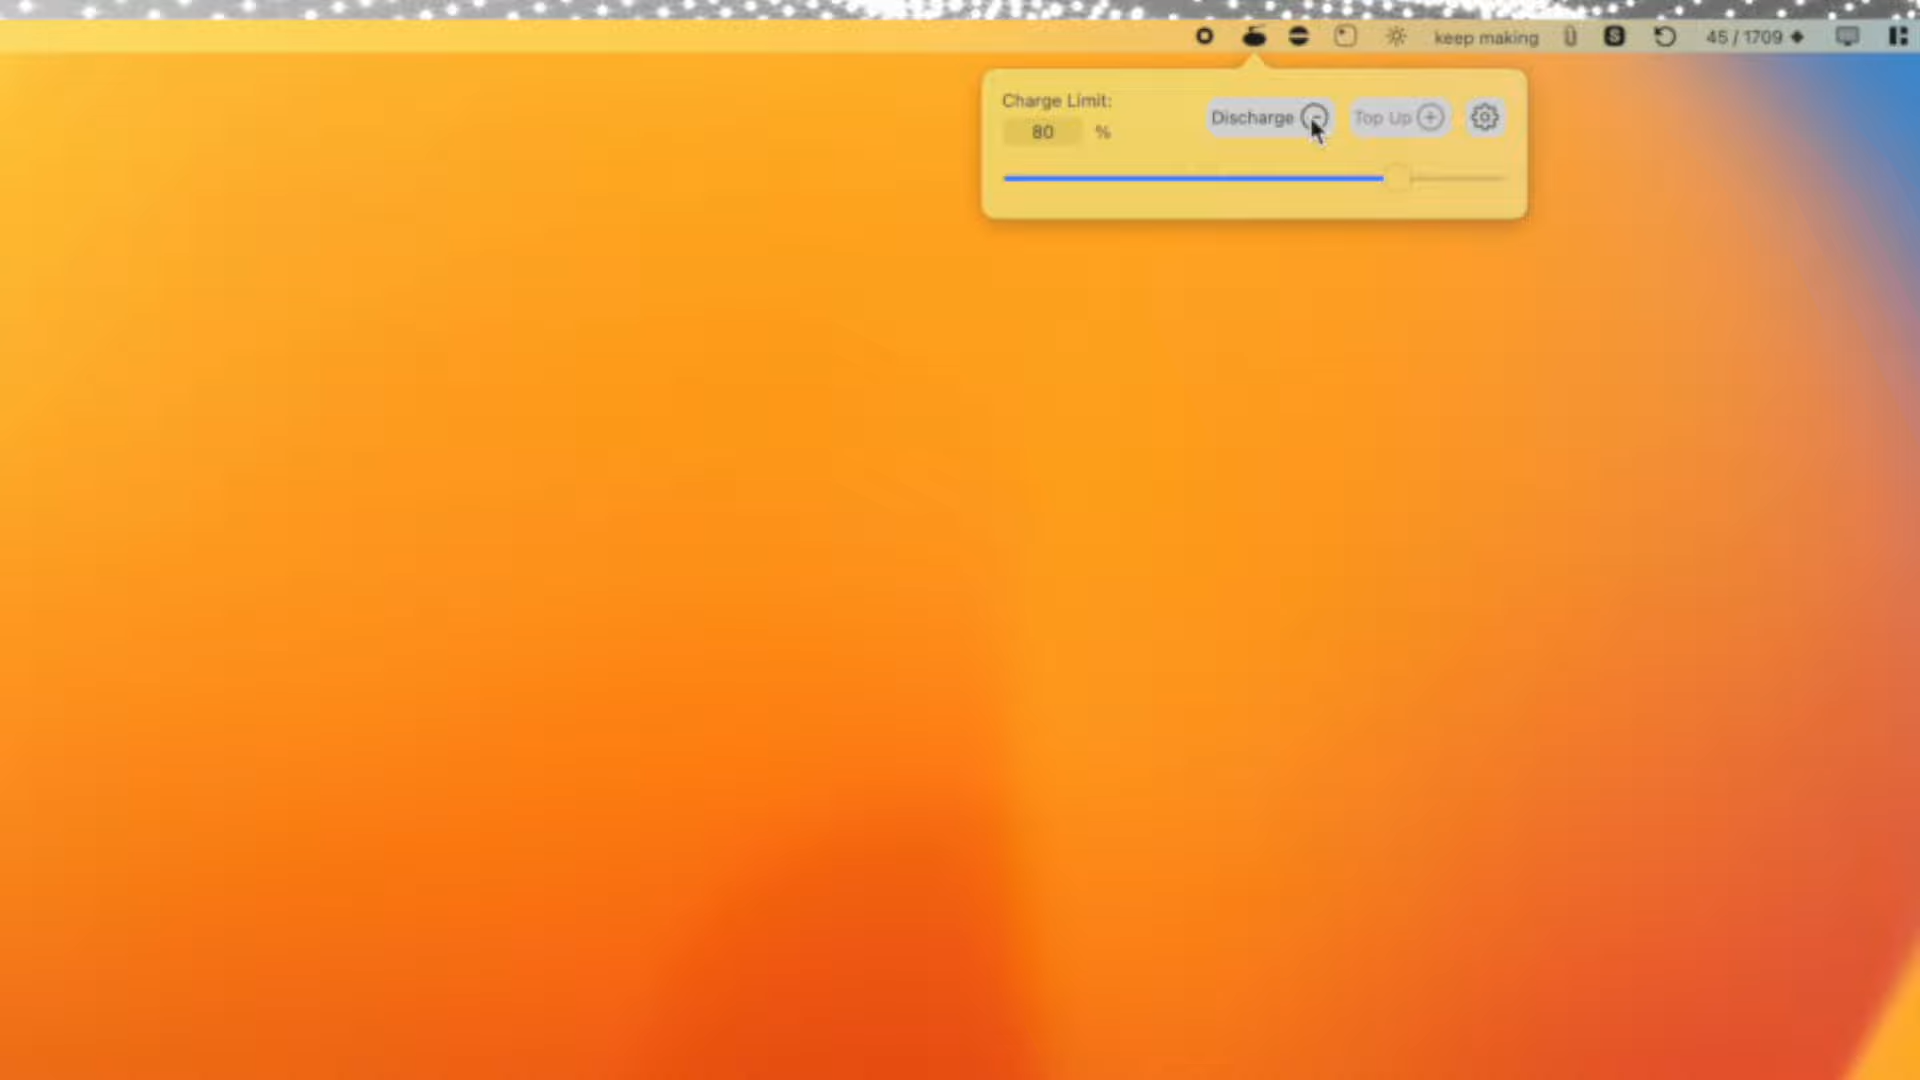 keep making 45 / 1709
Charge Limit:
80 %
Discharge
Top Up